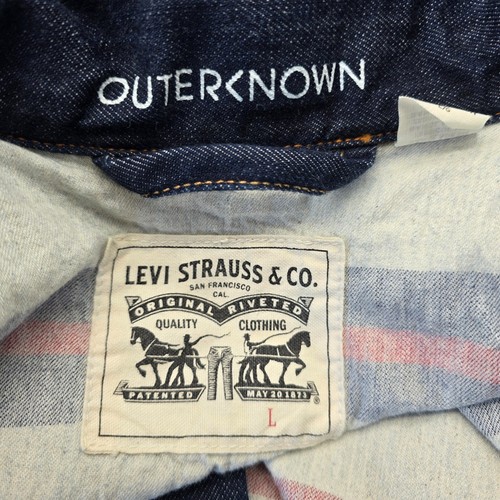 OUTERKNOWN
LEVI STRAUSS & CO.
SAN FRANCISCO
CAL.
ORIGINAL RIVETED
QUALITY CLOTHING
PATENTED MAY 20 1873
®
L